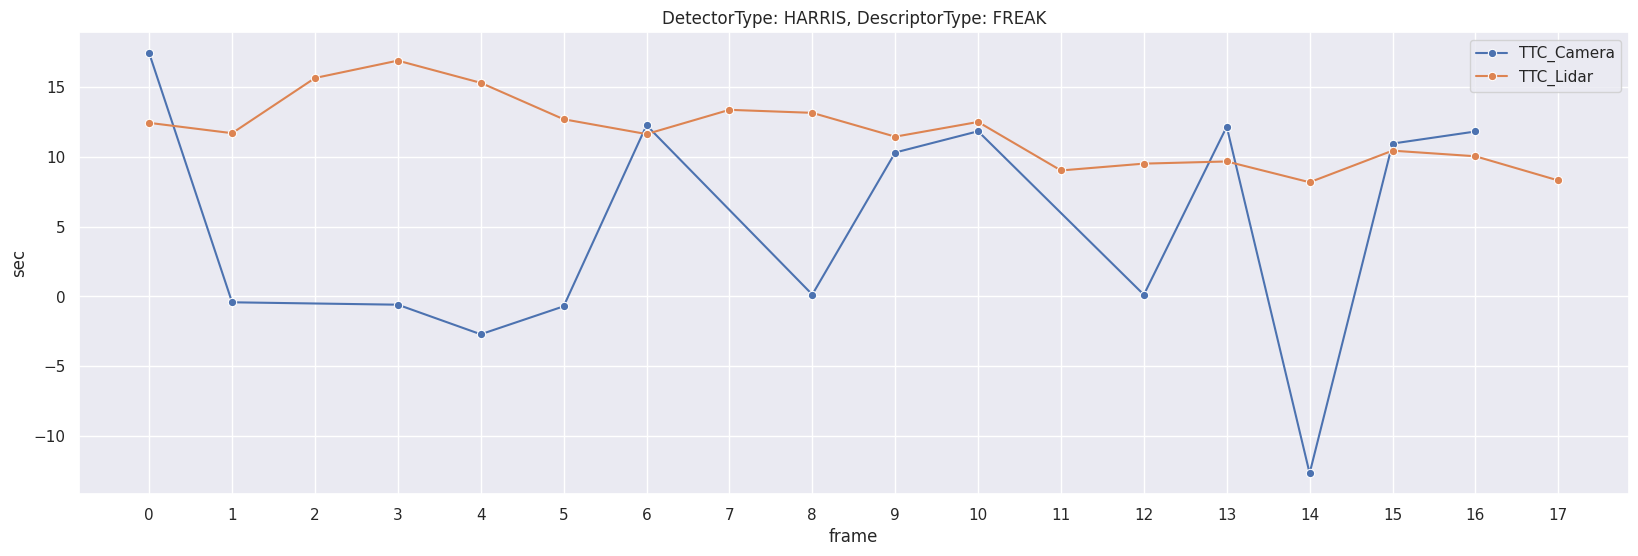 DetectorType: HARRIS, DescriptorType: FREAK
TTC_Camera
TTC_Lidar
15
10
5
0
−5
−10
sec
0 1 2 3 4 5 6 7 8 9 10 11 12 13 14 15 16 17
frame